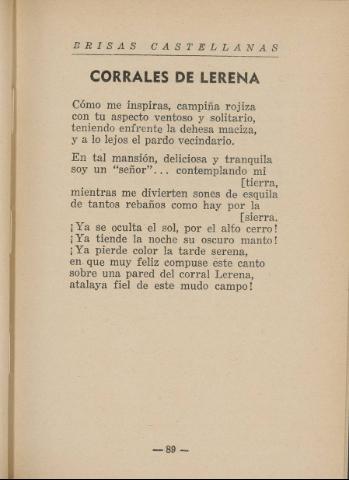 BRISAS CASTELLANAS
CORRALES DE LERENA
Cómo me inspiras, campiña rojiza
con tu aspecto ventoso y solitario,
teniendo enfrente la dehesa maciza,
y a lo lejos el pardo vecindario.
En tal mansión, deliciosa y tranquila
soy un "señor"... contemplando mi
[tierra,
mientras me divierten sones de esquila
de tantos rebaños como hay por la
[sierra.
¡Ya se oculta el sol, por el alto cerro!
¡Ya tiende la noche su oscuro manto!
¡Ya pierde color la tarde serena,
en que muy feliz compuse este canto
sobre una pared del corral Lerena,
atalaya fiel de este mudo campo!
— 89 —